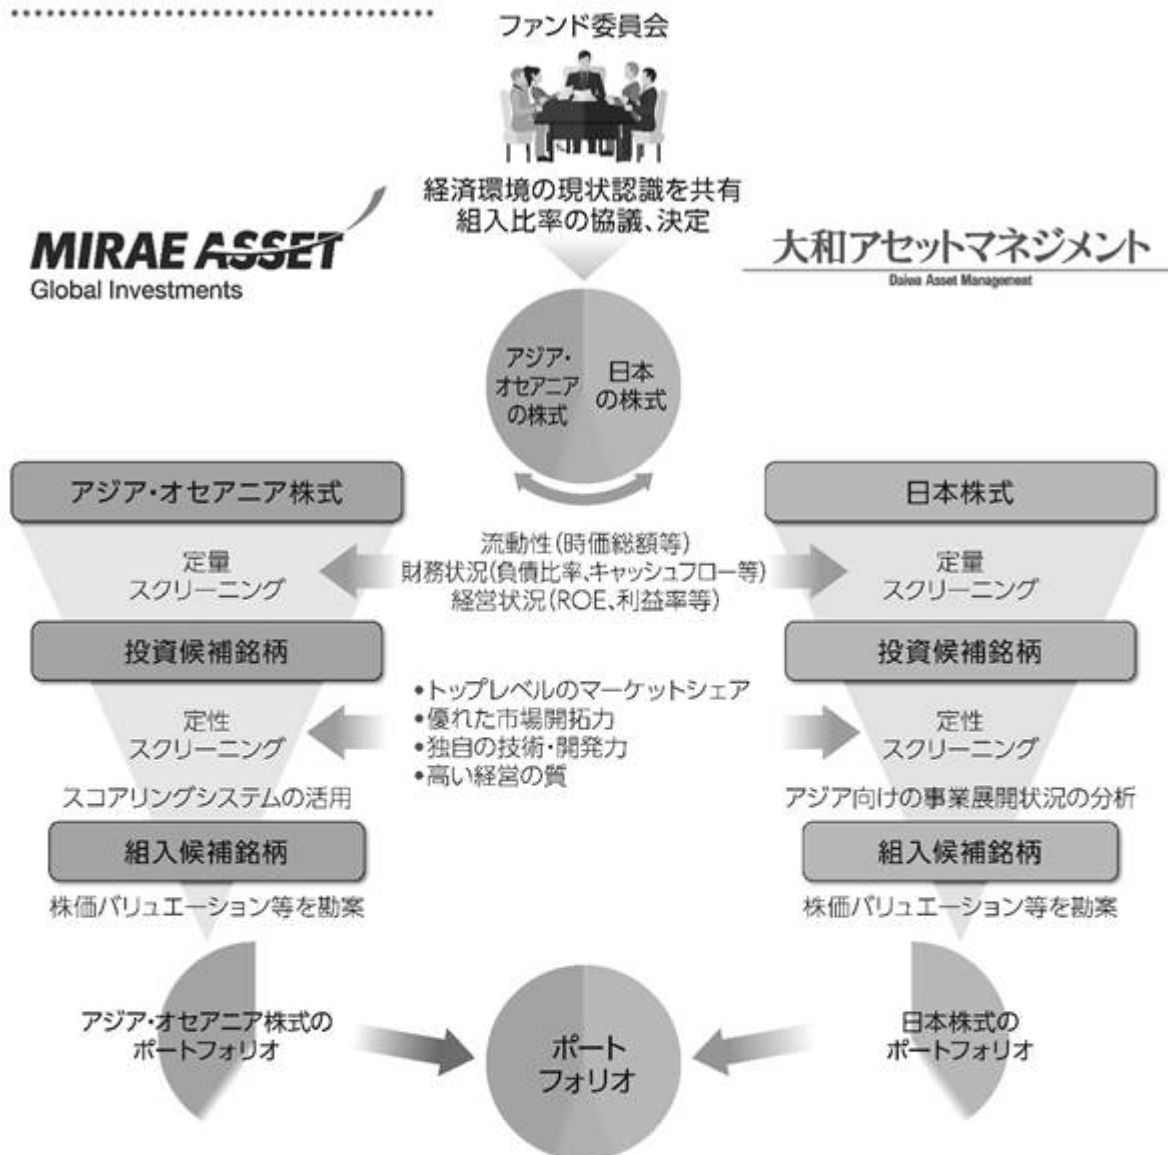 ファンド委員会
経済環境の現状認識を共有
組入比率の協議、決定
MIRAE ASSET
Global Investments
大和アセットマネジメント
Daiwa Asset Management
アジア・
オセアニア
の株式
日本
の株式
アジア・オセアニア株式
日本株式
定量
スクリーニング
流動性(時価総額等)
財務状況(負債比率、キャッシュフロー等)
経営状況(ROE、利益率等)
定量
スクリーニング
投資候補銘柄
投資候補銘柄
定性
スクリーニング
•トップレベルのマーケットシェア
•優れた市場開拓力
•独自の技術・開発力
•高い経営の質
定性
スクリーニング
スコアリングシステムの活用
アジア向けの事業展開状況の分析
組入候補銘柄
組入候補銘柄
株価バリュエーション等を勘案
株価バリュエーション等を勘案
アジア・オセアニア株式の
ポートフォリオ
ポート
フォリオ
日本株式の
ポートフォリオ